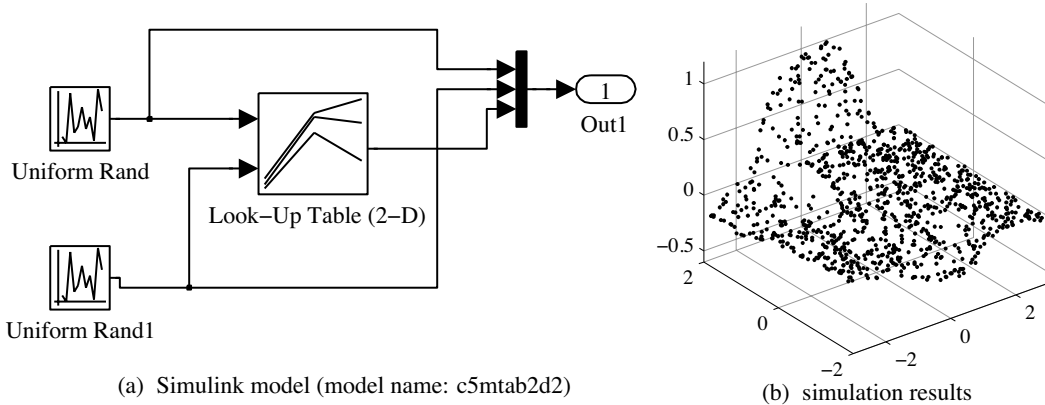 Uniform Rand
Look−Up Table (2−D)
1
Out1
Uniform Rand1
(a) Simulink model (model name: c5mtab2d2)
1
0.5
0
−0.5
2
0
−2
−2
0
2
(b) simulation results